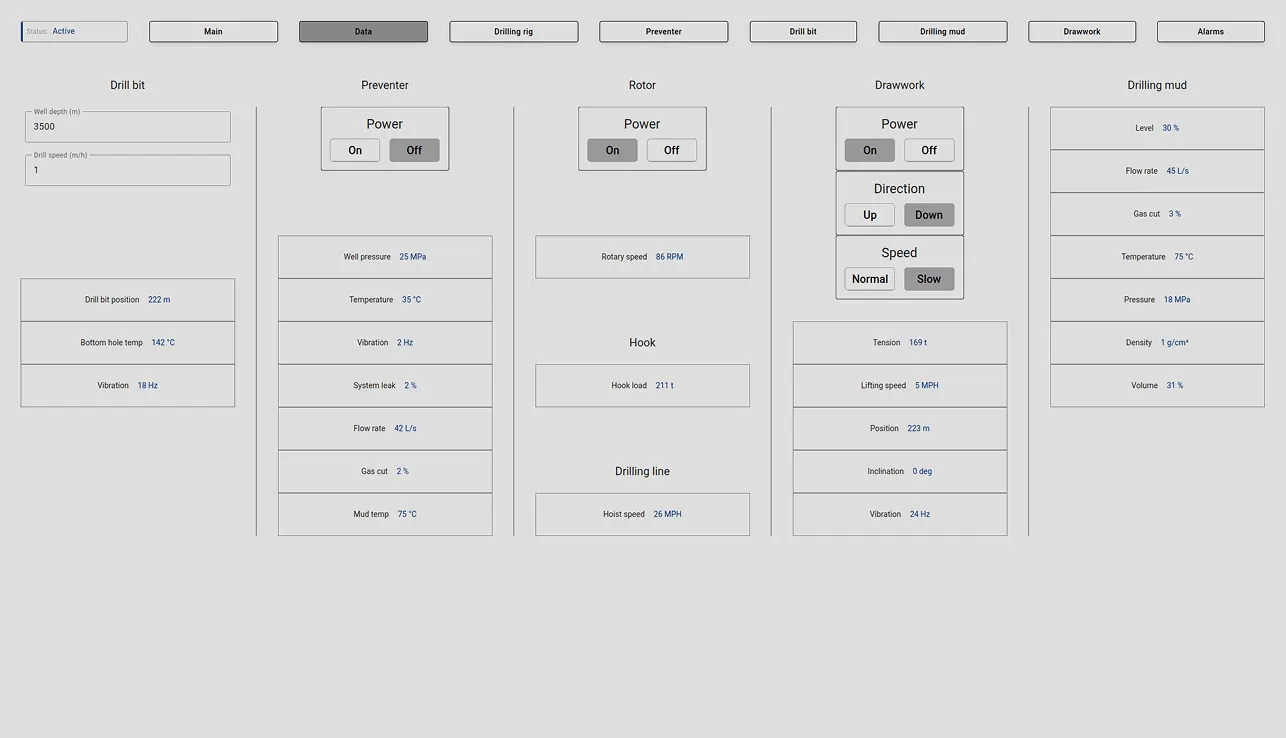 Status: Active
Main
Data
Drilling rig
Preventer
Drill bit
Drilling mud
Drawwork
Alarms
Drill bit
Well depth (m)
3500
Drill speed (m/h)
1
Drill bit position 222 m
Bottom hole temp 142 °C
Vibration 18 Hz
Preventer
Power
On Off
Well pressure 25 MPa
Temperature 35 °C
Vibration 2 Hz
System leak 2 %
Flow rate 42 L/s
Gas cut 2 %
Mud temp 75 °C
Rotor
Power
On Off
Rotary speed 86 RPM
Hook
Hook load 211 t
Drilling line
Hoist speed 26 MPH
Drawwork
Power
On Off
Direction
Up Down
Speed
Normal Slow
Tension 169 t
Lifting speed 5 MPH
Position 223 m
Inclination 0 deg
Vibration 24 Hz
Drilling mud
Level 30 %
Flow rate 45 L/s
Gas cut 3 %
Temperature 75 °C
Pressure 18 MPa
Density 1 g/cm³
Volume 31 %